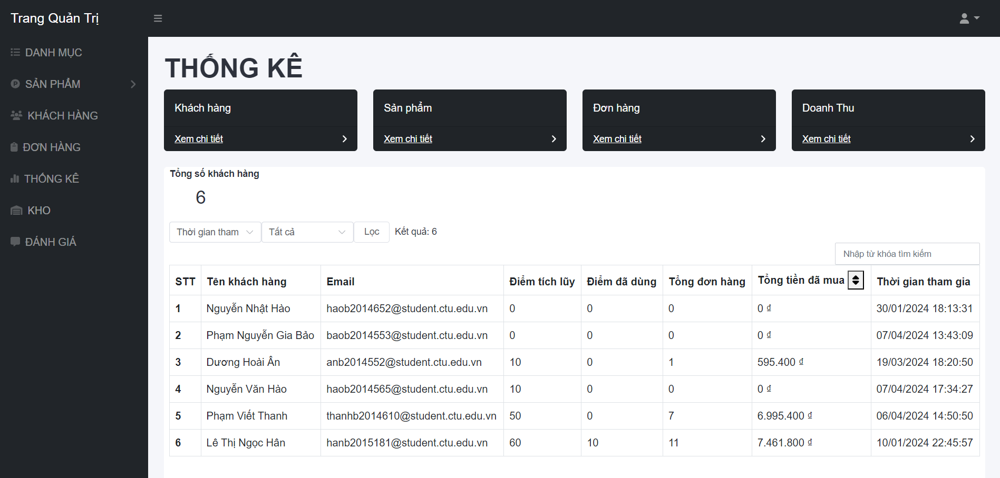 Trang Quản Trị
DANH MỤC
SẢN PHẨM
KHÁCH HÀNG
ĐƠN HÀNG
THỐNG KÊ
KHO
ĐÁNH GIÁ
THỐNG KÊ
Khách hàng
Xem chi tiết
Sản phẩm
Xem chi tiết
Đơn hàng
Xem chi tiết
Doanh Thu
Xem chi tiết
Tổng số khách hàng
6
Thời gian tham Tất cả Lọc Kết quả: 6
Nhập từ khóa tìm kiếm
STT Tên khách hàng Email Điểm tích lũy Điểm đã dùng Tổng đơn hàng Tổng tiền đã mua Thời gian tham gia
1 Nguyễn Nhật Hào haob2014652@student.ctu.edu.vn 0 0 0 0 ₫ 30/01/2024 18:13:31
2 Phạm Nguyễn Gia Bảo baob2014553@student.ctu.edu.vn 0 0 0 0 ₫ 07/04/2024 13:43:09
3 Dương Hoài Ân anb2014552@student.ctu.edu.vn 10 0 1 595.400 ₫ 19/03/2024 18:20:50
4 Nguyễn Văn Hào haob2014565@student.ctu.edu.vn 10 0 0 0 ₫ 07/04/2024 17:34:27
5 Phạm Viết Thanh thanhb2014610@student.ctu.edu.vn 50 0 7 6.995.400 ₫ 06/04/2024 14:50:50
6 Lê Thị Ngọc Hân hanb2015181@student.ctu.edu.vn 60 10 11 7.461.800 ₫ 10/01/2024 22:45:57